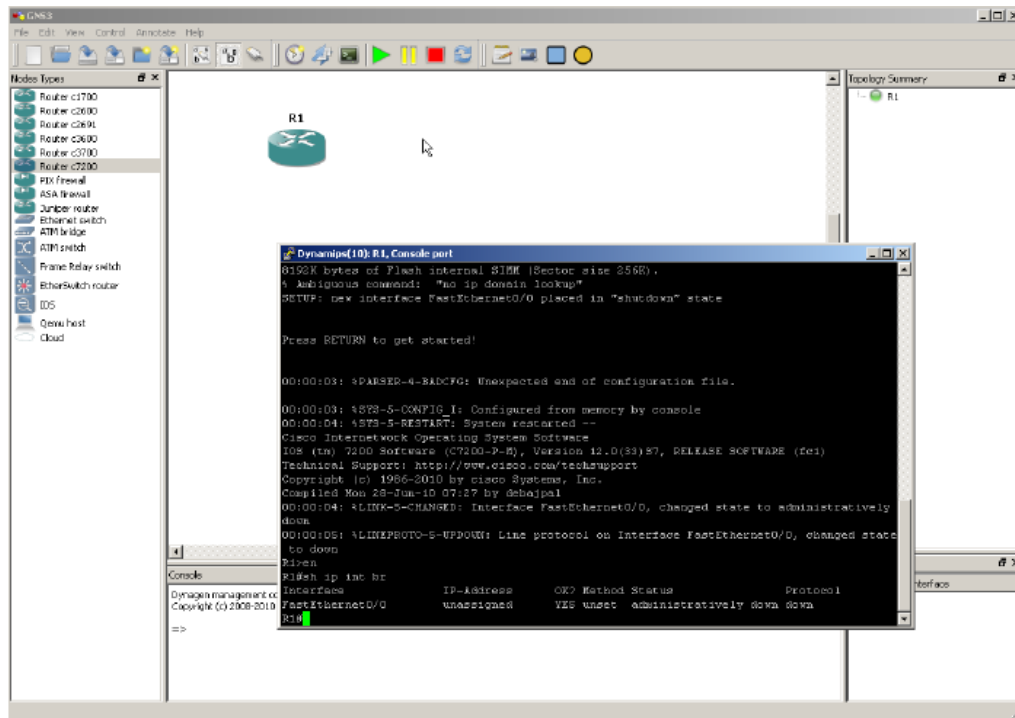 GNS3
File Edit View Control Annotate Help
Nodes Types
Router c1700
Router c2600
Router c2691
Router c3600
Router c3700
Router c7200
PIX firewall
ASA firewall
Juniper router
Ethernet switch
ATM bridge
ATM switch
Frame Relay switch
EtherSwitch router
IDS
Qemu host
Cloud
R1
Topology Summary
R1
Dynamips(10): R1, Console port
8192K bytes of Flash internal SIMM (Sector size 256K).
% Ambiguous command: "no ip domain lookup"
SETUP: new interface FastEthernet0/0 placed in "shutdown" state
Press RETURN to get started!
00:00:03: %PARSER-4-BADCFG: Unexpected end of configuration file.
00:00:03: %SYS-5-CONFIG_I: Configured from memory by console
00:00:04: %SYS-5-RESTART: System restarted --
Cisco Internetwork Operating System Software
IOS (tm) 7200 Software (C7200-P-M), Version 12.0(33)S7, RELEASE SOFTWARE (fc1)
Technical Support: http://www.cisco.com/techsupport
Copyright (c) 1986-2010 by cisco Systems, Inc.
Compiled Mon 28-Jun-10 07:27 by debajpal
00:00:04: %LINK-5-CHANGED: Interface FastEthernet0/0, changed state to administratively
down
00:00:05: %LINEPROTO-5-UPDOWN: Line protocol on Interface FastEthernet0/0, changed state
to down
R1>en
R1#sh ip int br
Interface IP-Address OK? Method Status Protocol
FastEthernet0/0 unassigned YES unset administratively down down
R1#
Console
Dynagen management
Copyright (c) 2008-2010
=>